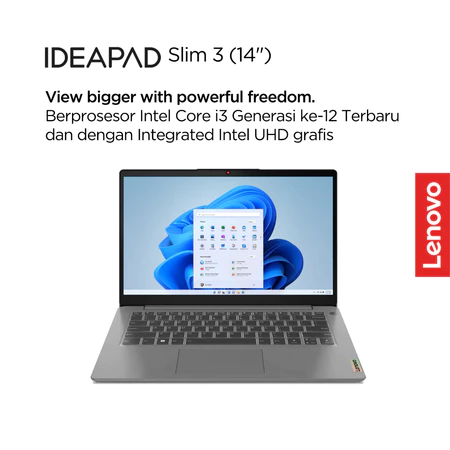 IDEAPAD Slim 3 (14")
View bigger with powerful freedom.
Berprosesor Intel Core i3 Generasi ke-12 Terbaru
dan dengan Integrated Intel UHD grafis
Lenovo